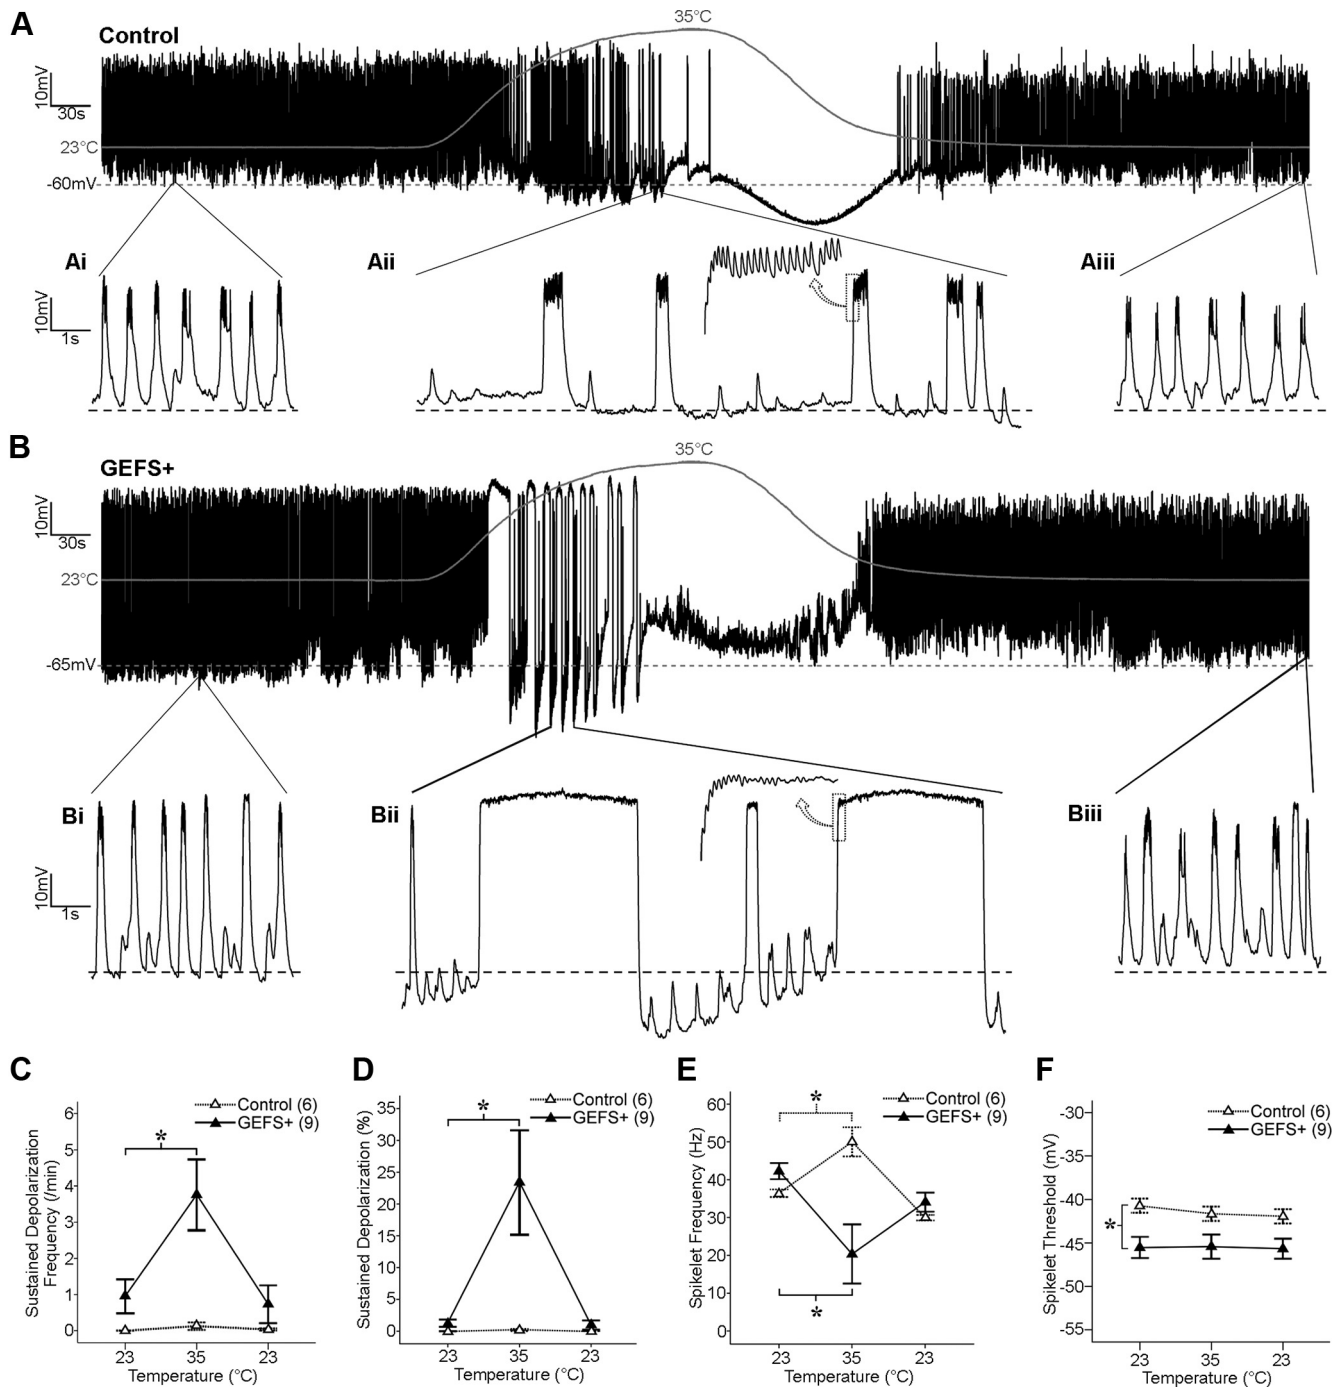 A
Control
35°C
10mV
30s
23°C
-60mV
Ai
Aii
Aiii
10mV
1s
B
GEFS+
35°C
10mV
30s
23°C
-65mV
Bi
Bii
Biii
10mV
1s
C
Control (6)
GEFS+ (9)
*
Sustained Depolarization
Frequency (/min)
6
5
4
3
2
1
0
23
35
23
Temperature (°C)
D
Control (6)
GEFS+ (9)
*
Sustained Depolarization (%)
35
30
25
20
15
10
5
0
23
35
23
Temperature (°C)
E
Control (6)
GEFS+ (9)
*
*
Spikelet Frequency (Hz)
60
50
40
30
20
10
0
23
35
23
Temperature (°C)
F
Control (6)
GEFS+ (9)
*
Spikelet Threshold (mV)
-30
-35
-40
-45
-50
-55
23
35
23
Temperature (°C)